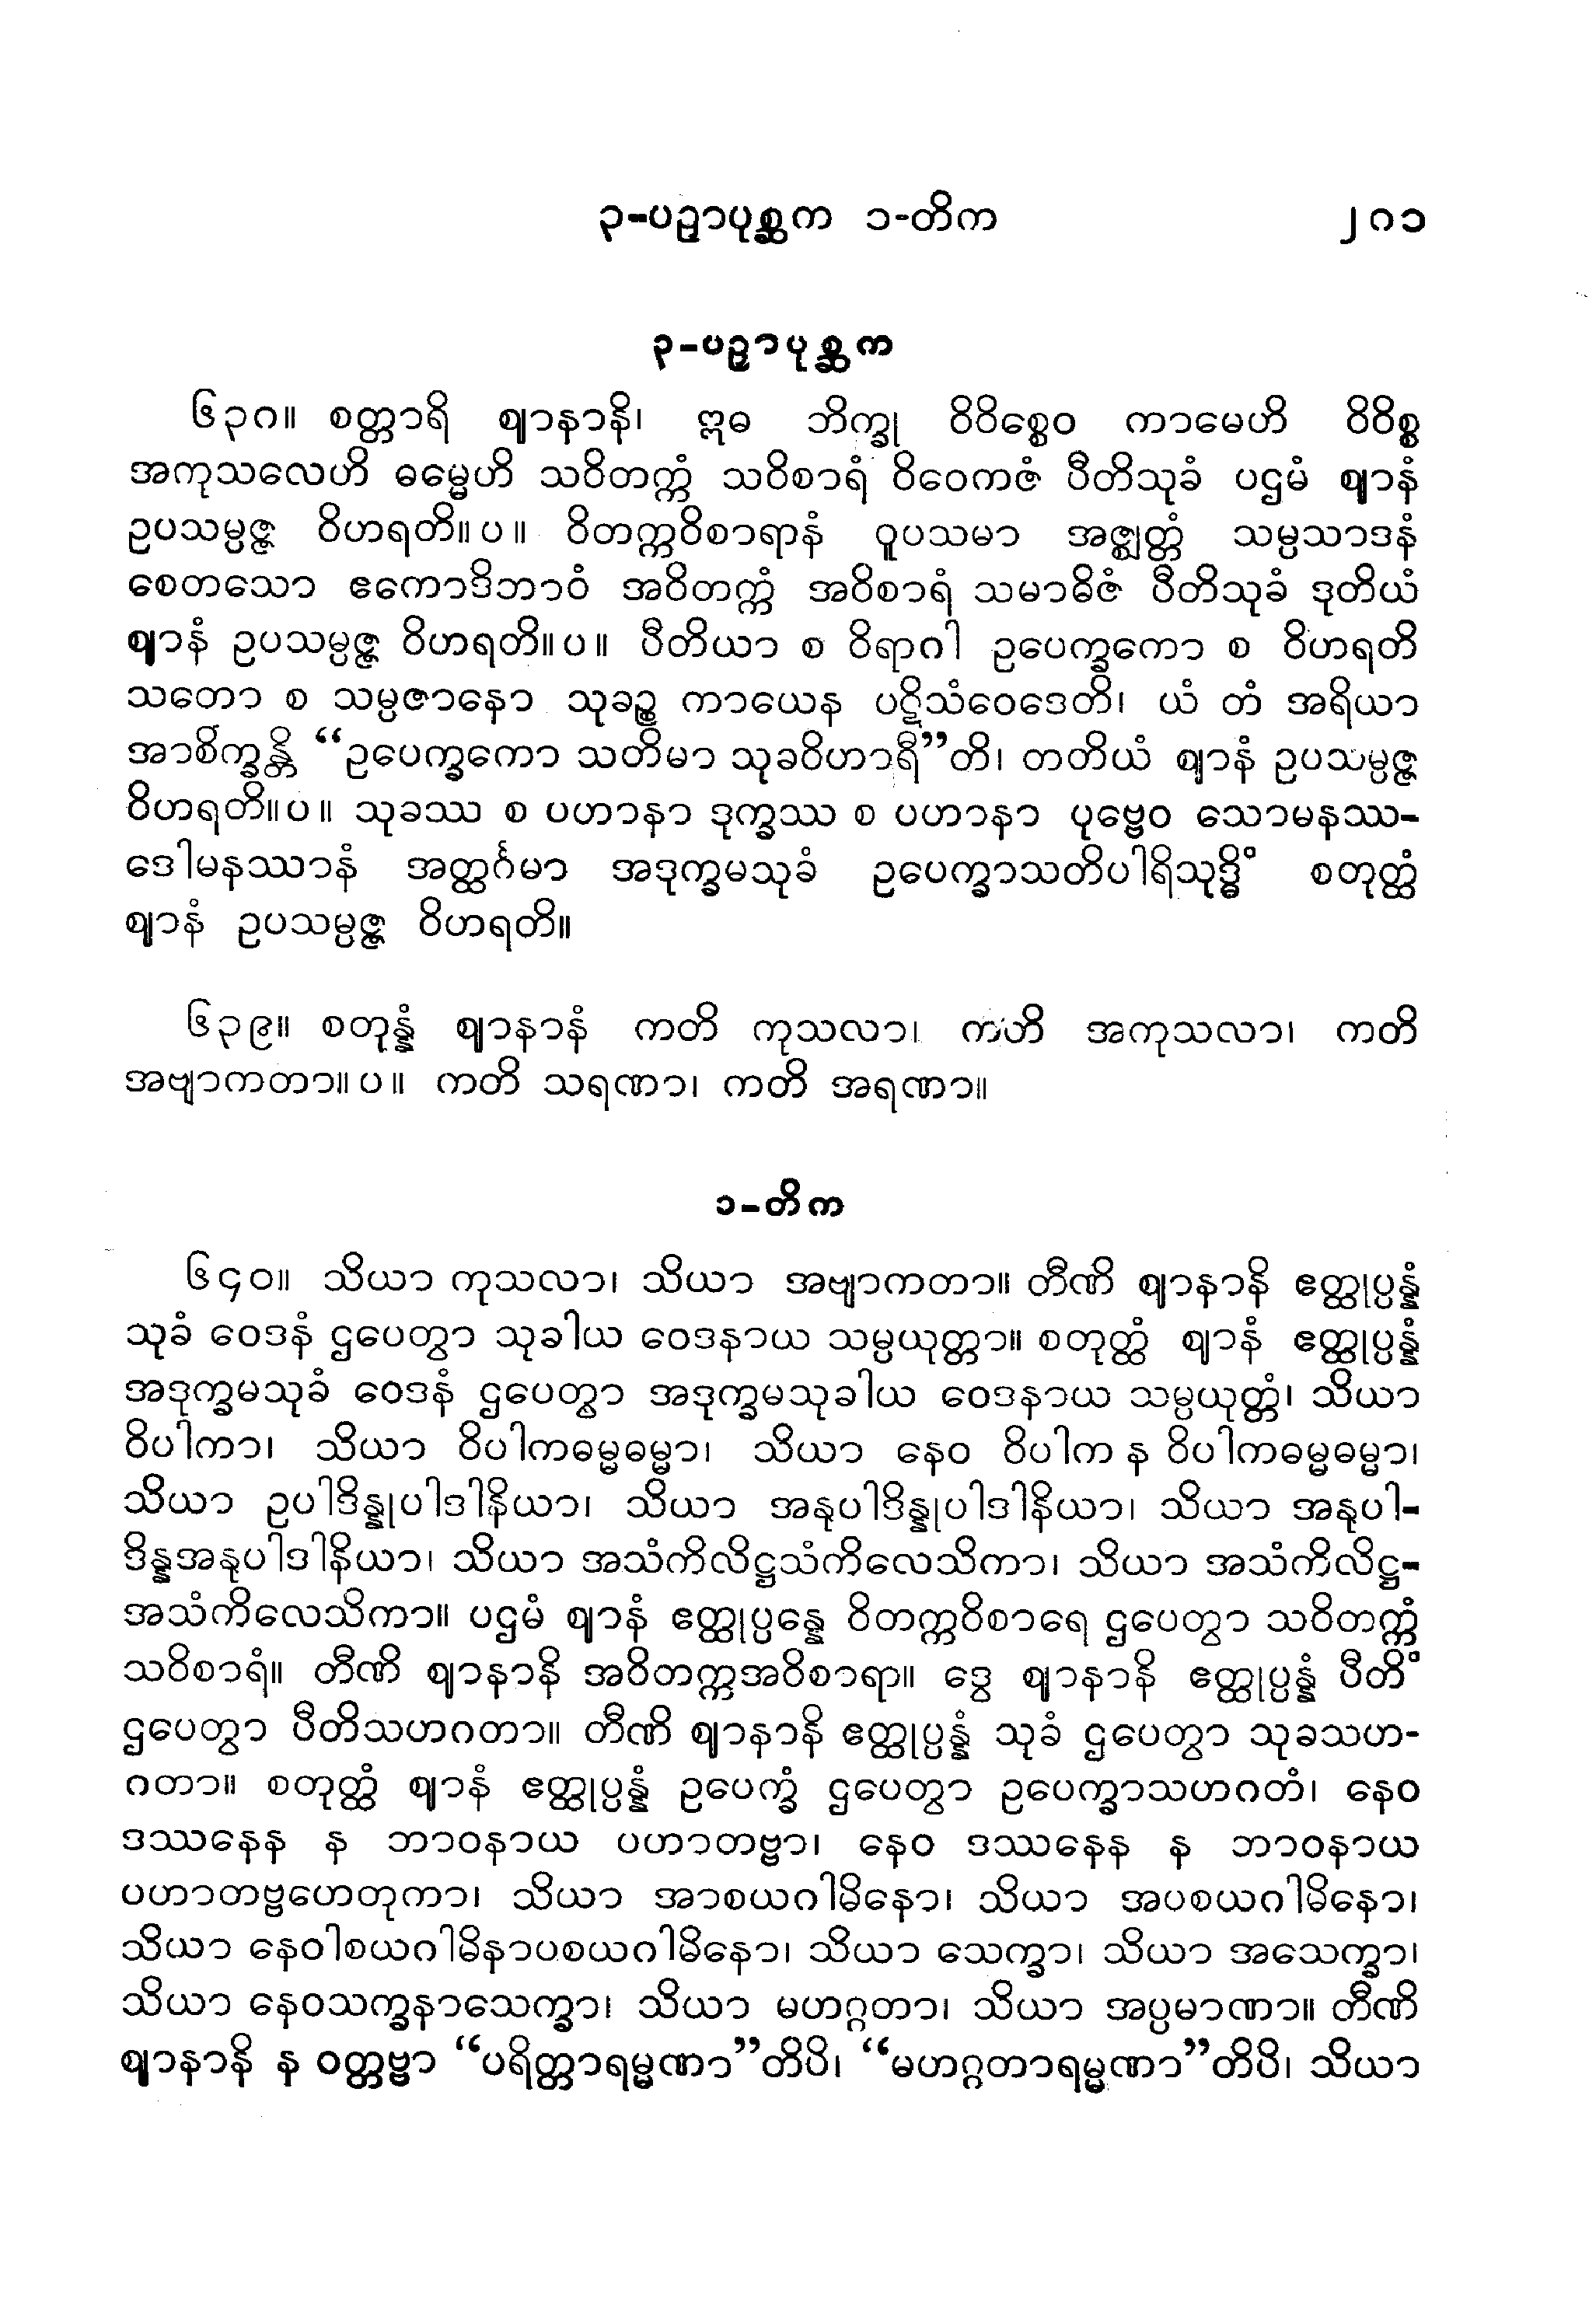 ၃-ပဉှာပုစ္ဆက ၁-တိက ၂၈၁
၃-ပဉှာပုစ္ဆက
၆၃၈။ စတ္တာရိ ဈာနာနိ၊ ဣဓ ဘိက္ခု ဝိဝိစ္စေဝ ကာမေဟိ ဝိဝိစ္စ
အကုသလေဟိ ဓမ္မေဟိ သဝိတက္ကံ သဝိစာရံ ဝိဝေကဇံ ပီတိသုခံ ပဌမံ ဈာနံ
ဥပသမ္ပဇ္ဇ ဝိဟရတိ။ပ။ ဝိတက္ကဝိစာရာနံ ဝူပသမာ အဇ္ဈတ္တံ သမ္ပသာဒနံ
စေတသော ဧကောဒိဘာဝံ အဝိတက္ကံ အဝိစာရံ သမာဓိဇံ ပီတိသုခံ ဒုတိယံ
ဈာနံ ဥပသမ္ပဇ္ဇ ဝိဟရတိ။ပ။ ပီတိယာ စ ဝိရာဂါ ဥပေက္ခကော စ ဝိဟရတိ
သတော စ သမ္ပဇာနော သုခဉ္စ ကာယေန ပဋိသံဝေဒေတိ၊ ယံ တံ အရိယာ
အာစိက္ခန္တိ “ဥပေက္ခကော သတိမာ သုခဝိဟာရီ”တိ၊ တတိယံ ဈာနံ ဥပသမ္ပဇ္ဇ
ဝိဟရတိ။ပ။ သုခဿ စ ပဟာနာ ဒုက္ခဿ စ ပဟာနာ ပုဗ္ဗေဝ သောမနဿ-
ဒေါမနဿာနံ အတ္ထင်္ဂမာ အဒုက္ခမသုခံ ဥပေက္ခာသတိပါရိသုဒ္ဓိံ စတုတ္ထံ
ဈာနံ ဥပသမ္ပဇ္ဇ ဝိဟရတိ။
၆၃၉။ စတုန္နံ ဈာနာနံ ကတိ ကုသလာ၊ ကတိ အကုသလာ၊ ကတိ
အဗျာကတာ။ပ။ ကတိ သရဏာ၊ ကတိ အရဏာ။
၁-တိက
၆၄၀။ သိယာ ကုသလာ၊ သိယာ အဗျာကတာ။ တီဏိ ဈာနာနိ ဧတ္ထုပ္ပန္နံ
သုခံ ဝေဒနံ ဌပေတွာ သုခါယ ဝေဒနာယ သမ္ပယုတ္တာ။ စတုတ္ထံ ဈာနံ ဧတ္ထုပ္ပန္နံ
အဒုက္ခမသုခံ ဝေဒနံ ဌပေတွာ အဒုက္ခမသုခါယ ဝေဒနာယ သမ္ပယုတ္တံ၊ သိယာ
ဝိပါကာ၊ သိယာ ဝိပါကဓမ္မဓမ္မာ၊ သိယာ နေဝ ဝိပါက န ဝိပါကဓမ္မဓမ္မာ၊
သိယာ ဥပါဒိန္နုပါဒါနိယာ၊ သိယာ အနုပါဒိန္နုပါဒါနိယာ၊ သိယာ အနုပါ-
ဒိန္နအနုပါဒါနိယာ၊ သိယာ အသံကိလိဋ္ဌသံကိလေသိကာ၊ သိယာ အသံကိလိဋ္ဌ-
အသံကိလေသိကာ။ ပဌမံ ဈာနံ ဧတ္ထုပ္ပန္နေ ဝိတက္ကဝိစာရေ ဌပေတွာ သဝိတက္ကံ
သဝိစာရံ။ တီဏိ ဈာနာနိ အဝိတက္ကအဝိစာရာ။ ဒွေ ဈာနာနိ ဧတ္ထုပ္ပန္နံ ပီတိံ
ဌပေတွာ ပီတိသဟဂတာ။ တီဏိ ဈာနာနိ ဧတ္ထုပ္ပန္နံ သုခံ ဌပေတွာ သုခသဟ-
ဂတာ။ စတုတ္ထံ ဈာနံ ဧတ္ထုပ္ပန္နံ ဥပေက္ခံ ဌပေတွာ ဥပေက္ခာသဟဂတံ၊ နေဝ
ဒဿနေန န ဘာဝနာယ ပဟာတဗ္ဗာ၊ နေဝ ဒဿနေန န ဘာဝနာယ
ပဟာတဗ္ဗဟေတုကာ၊ သိယာ အာစယဂါမိနော၊ သိယာ အပစယဂါမိနော၊
သိယာ နေဝါစယဂါမိနာပစယဂါမိနော၊ သိယာ သေက္ခာ၊ သိယာ အသေက္ခာ၊
သိယာ နေဝသက္ခနာသေက္ခာ၊ သိယာ မဟဂ္ဂတာ၊ သိယာ အပ္ပမာဏာ။ တီဏိ
ဈာနာနိ န ဝတ္တဗ္ဗာ “ပရိတ္တာရမ္မဏာ”တိပိ၊ “မဟဂ္ဂတာရမ္မဏာ”တိပိ၊ သိယာ